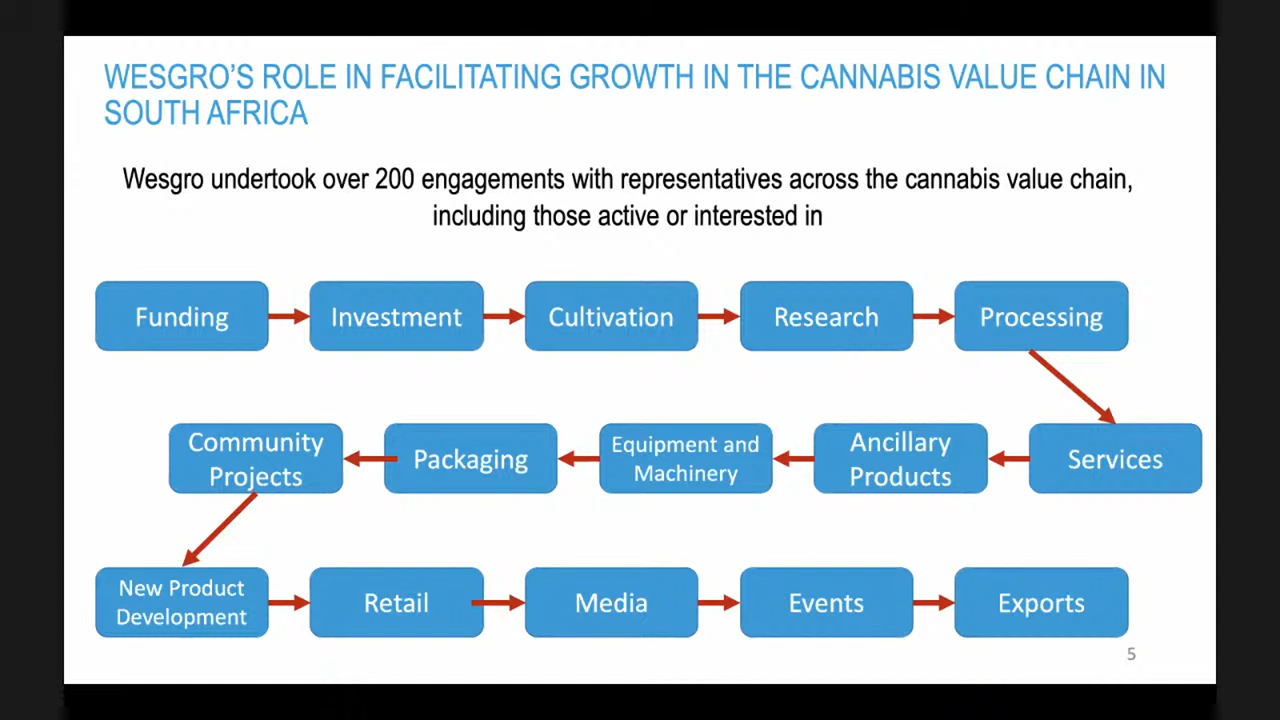 WESGRO’S ROLE IN FACILITATING GROWTH IN THE CANNABIS VALUE CHAIN IN
SOUTH AFRICA
Wesgro undertook over 200 engagements with representatives across the cannabis value chain,
including those active or interested in
Funding
Investment
Cultivation
Research
Processing
Services
Ancillary
Products
Equipment and
Machinery
Packaging
Community
Projects
New Product
Development
Retail
Media
Events
Exports
5